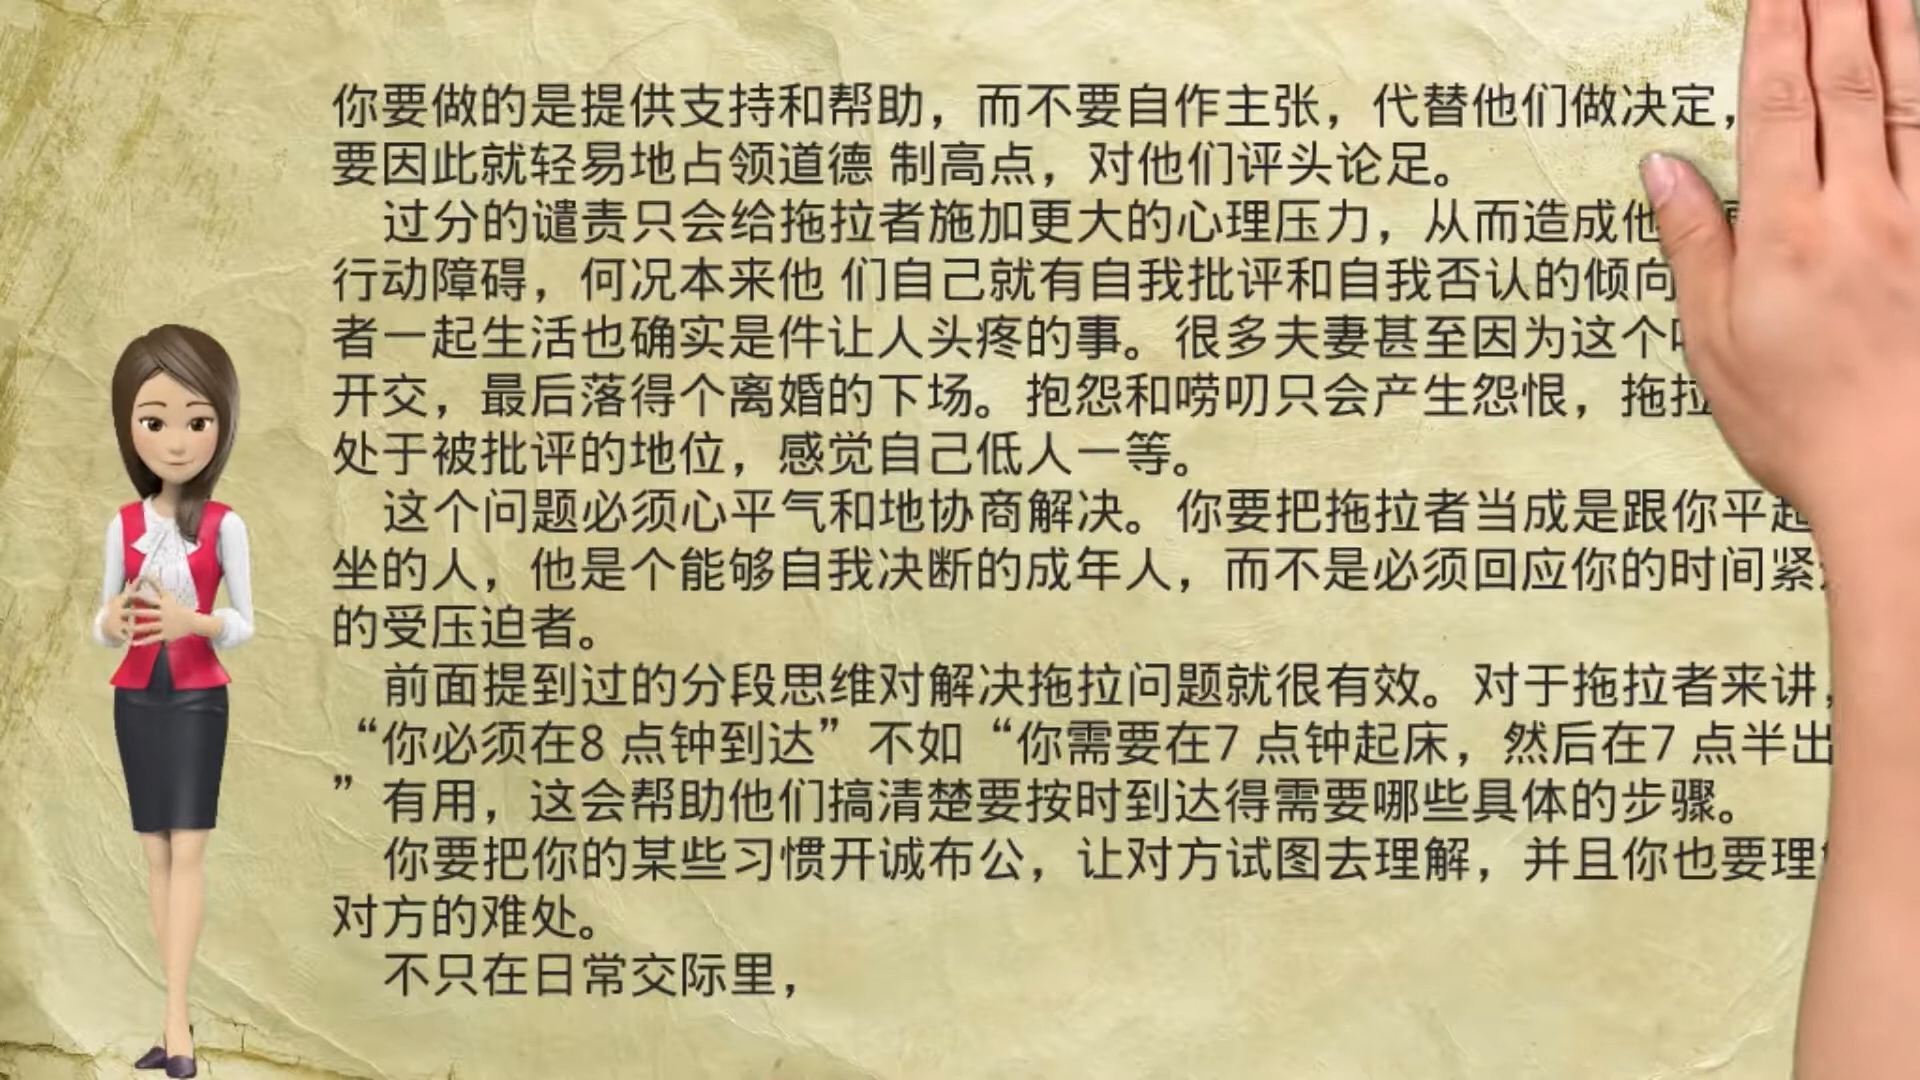 你要做的是提供支持和帮助，而不要自作主张，代替他们做决定，
要因此就轻易地占领道德 制高点，对他们评头论足。
过分的谴责只会给拖拉者施加更大的心理压力，从而造成他
行动障碍，何况本来他 们自己就有自我批评和自我否认的倾向
者一起生活也确实是件让人头疼的事。很多夫妻甚至因为这个
开交，最后落得个离婚的下场。抱怨和唠叨只会产生怨恨，拖拉
处于被批评的地位，感觉自己低人一等。
这个问题必须心平气和地协商解决。你要把拖拉者当成是跟你平起
坐的人，他是个能够自我决断的成年人，而不是必须回应你的时间紧
的受压迫者。
前面提到过的分段思维对解决拖拉问题就很有效。对于拖拉者来讲，
“你必须在8 点钟到达”不如“你需要在7 点钟起床，然后在7 点半出
”有用，这会帮助他们搞清楚要按时到达得需要哪些具体的步骤。
你要把你的某些习惯开诚布公，让对方试图去理解，并且你也要理
对方的难处。
不只在日常交际里，